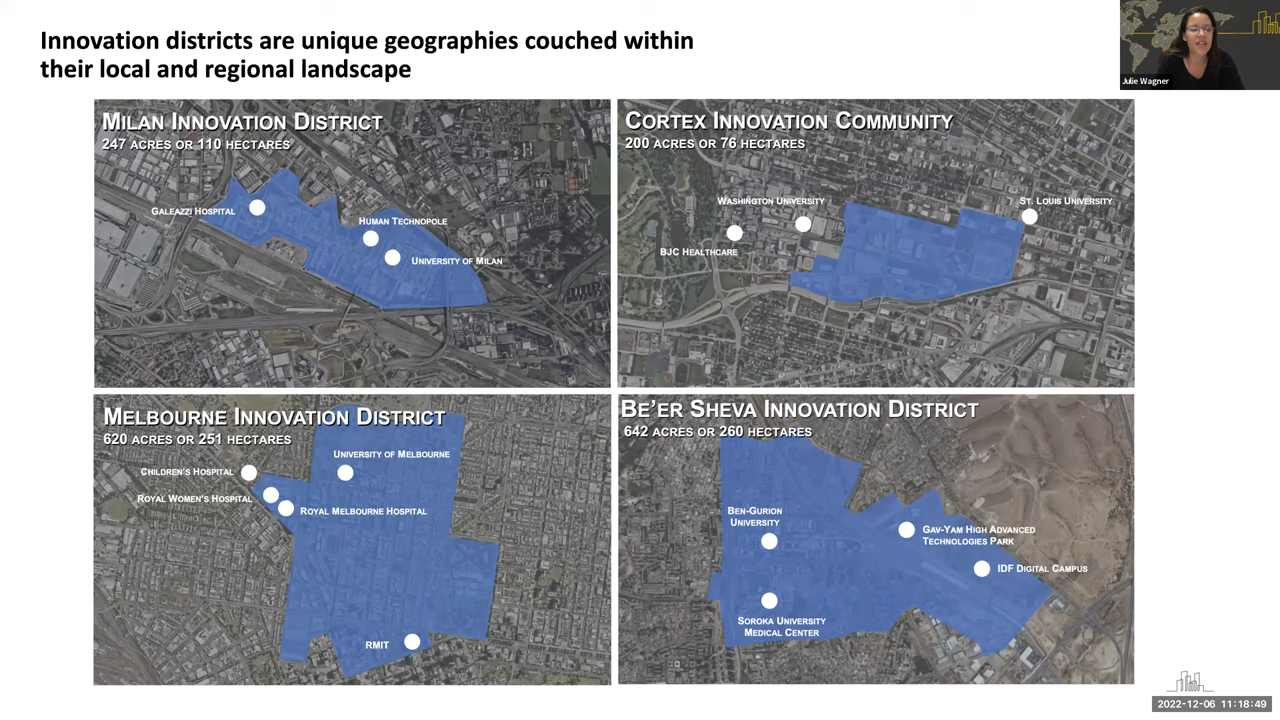 Innovation districts are unique geographies couched within
their local and regional landscape
Julie Wagner
MILAN INNOVATION DISTRICT
247 ACRES OR 110 HECTARES
GALEAZZI HOSPITAL
HUMAN TECHNOPOLE
UNIVERSITY OF MILAN
CORTEX INNOVATION COMMUNITY
200 ACRES OR 76 HECTARES
WASHINGTON UNIVERSITY
ST. LOUIS UNIVERSITY
BJC HEALTHCARE
MELBOURNE INNOVATION DISTRICT
620 ACRES OR 251 HECTARES
UNIVERSITY OF MELBOURNE
CHILDREN'S HOSPITAL
ROYAL WOMEN'S HOSPITAL
ROYAL MELBOURNE HOSPITAL
RMIT
BE'ER SHEVA INNOVATION DISTRICT
642 ACRES OR 260 HECTARES
BEN-GURION
UNIVERSITY
GAV-YAM HIGH ADVANCED
TECHNOLOGIES PARK
IDF DIGITAL CAMPUS
SOROKA UNIVERSITY
MEDICAL CENTER
2022-12-06 11:18:49